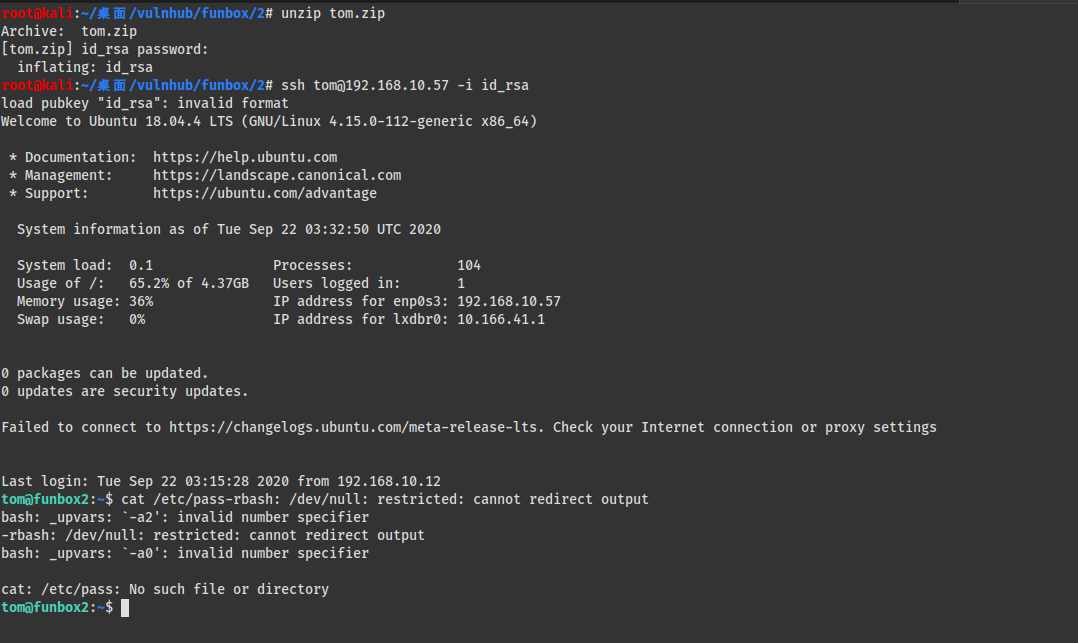 root@kali:~/桌面/vulnhub/funbox/2# unzip tom.zip
Archive:  tom.zip
[tom.zip] id_rsa password:
  inflating: id_rsa
root@kali:~/桌面/vulnhub/funbox/2# ssh tom@192.168.10.57 -i id_rsa
load pubkey "id_rsa": invalid format
Welcome to Ubuntu 18.04.4 LTS (GNU/Linux 4.15.0-112-generic x86_64)
 * Documentation:  https://help.ubuntu.com
 * Management:     https://landscape.canonical.com
 * Support:        https://ubuntu.com/advantage
  System information as of Tue Sep 22 03:32:50 UTC 2020
  System load:  0.1               Processes:             104
  Usage of /:   65.2% of 4.37GB   Users logged in:       1
  Memory usage: 36%               IP address for enp0s3: 192.168.10.57
  Swap usage:   0%                IP address for lxdbr0: 10.166.41.1
0 packages can be updated.
0 updates are security updates.
Failed to connect to https://changelogs.ubuntu.com/meta-release-lts. Check your Internet connection or proxy settings
Last login: Tue Sep 22 03:15:28 2020 from 192.168.10.12
tom@funbox2:~$ cat /etc/pass-rbash: /dev/null: restricted: cannot redirect output
bash: _upvars: `-a2': invalid number specifier
-rbash: /dev/null: restricted: cannot redirect output
bash: _upvars: `-a0': invalid number specifier
cat: /etc/pass: No such file or directory
tom@funbox2:~$